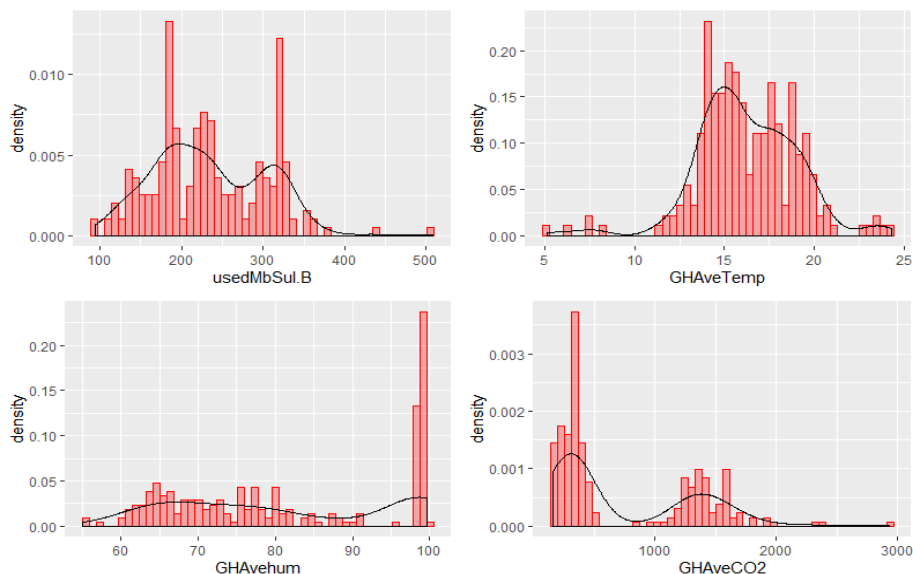 density
0.010
0.005
0.000
100 200 300 400 500
usedMbSul.B
density
0.20
0.15
0.10
0.05
0.00
5 10 15 20 25
GHAveTemp
density
0.20
0.15
0.10
0.05
0.00
60 70 80 90 100
GHAvehum
density
0.003
0.002
0.001
0.000
1000 2000 3000
GHAveCO2